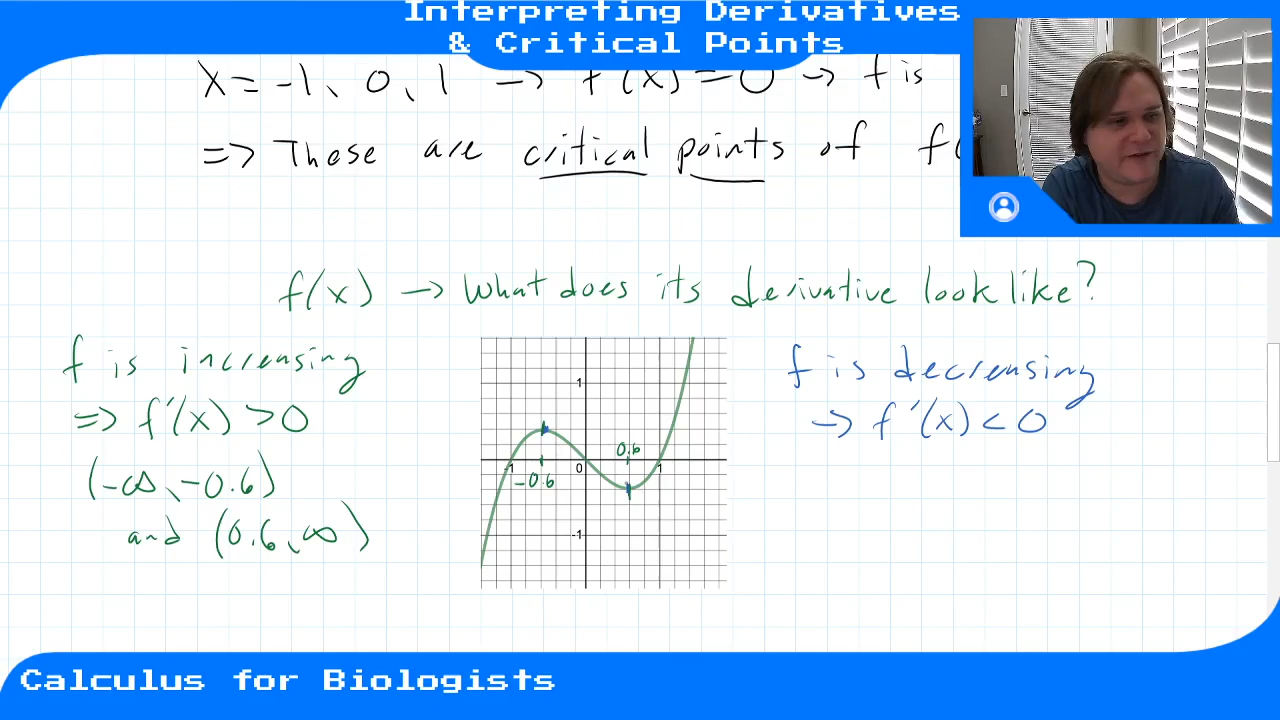 Interpreting Derivatives
& Critical Points
x = -1, 0, 1 → f'(x) = 0 → f is
=> These are critical points of f(
f(x) → What does its derivative look like?
f is increasing
=> f'(x) > 0
(-∞, -0.6)
and (0.6, ∞)
1
0.6
-1 0 1
-0.6
-1
f is decreasing
→ f'(x) < 0
Calculus for Biologists